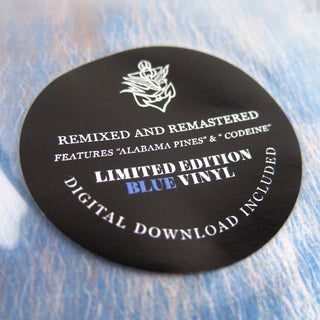 REMIXED AND REMASTERED
FEATURES "ALABAMA PINES" & " CODEINE"
LIMITED EDITION
BLUE VINYL
DIGITAL DOWNLOAD INCLUDED